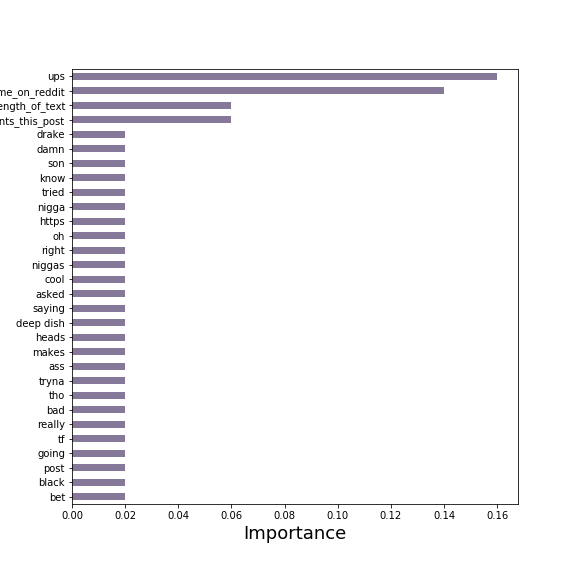 ups
me_on_reddit
ength_of_text
nts_this_post
drake
damn
son
know
tried
nigga
https
oh
right
niggas
cool
asked
saying
deep dish
heads
makes
ass
tryna
tho
bad
really
tf
going
post
black
bet
0.00 0.02 0.04 0.06 0.08 0.10 0.12 0.14 0.16
Importance